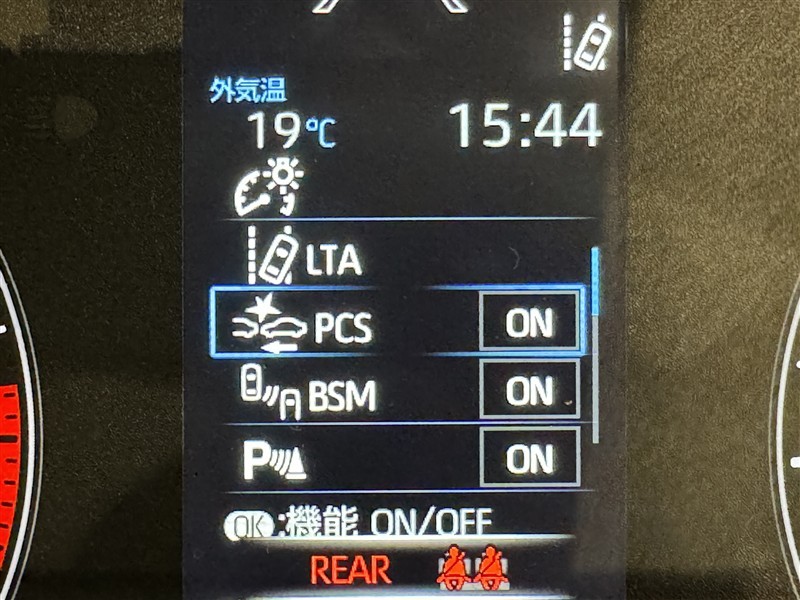 外気温
19℃ 15:44
LTA
PCS ON
BSM ON
P ON
OK:機能 ON/OFF
REAR